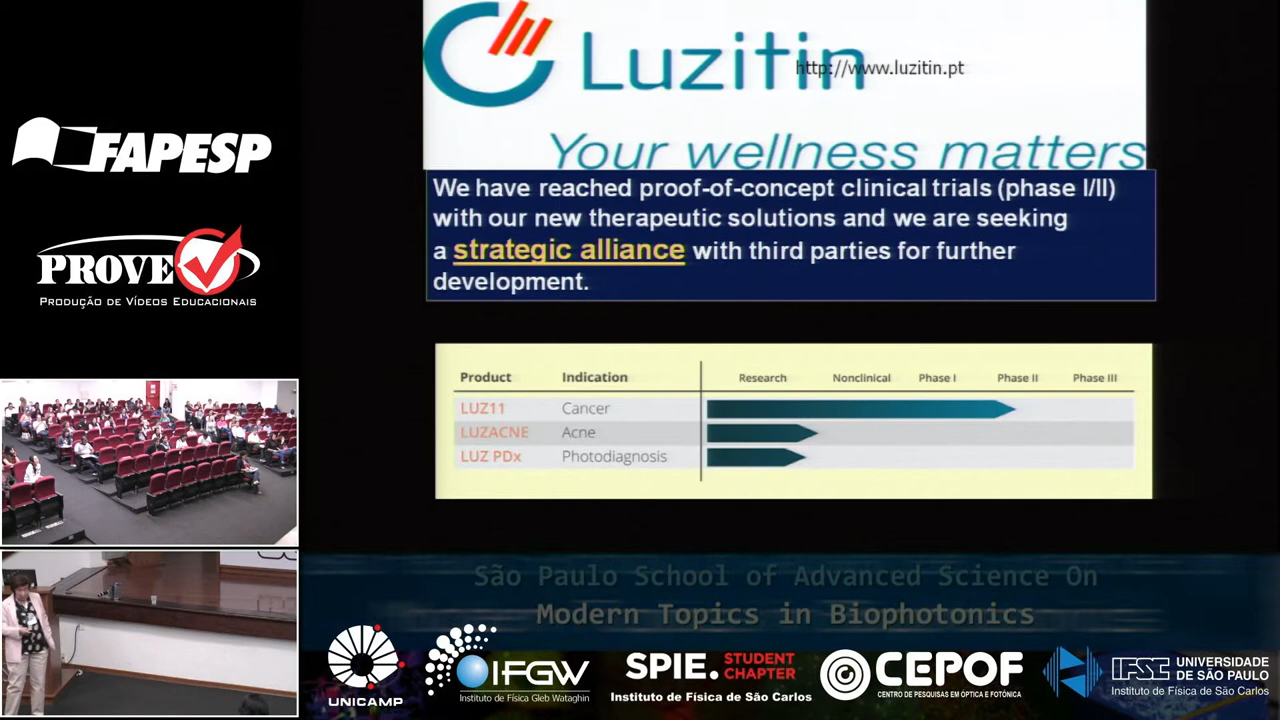 FAPESP
PROVE
PRODUÇÃO DE VÍDEOS EDUCACIONAIS
Luzitin
http://www.luzitin.pt
Your wellness matters
We have reached proof-of-concept clinical trials (phase I/II)
with our new therapeutic solutions and we are seeking
a strategic alliance with third parties for further
development.
Product Indication Research Nonclinical Phase I Phase II Phase III
LUZ11 Cancer
LUZACNE Acne
LUZ PDx Photodiagnosis
São Paulo School of Advanced Science On
Modern Topics in Biophotonics
UNICAMP
IFGW
Instituto de Física Gleb Wataghin
SPIE. STUDENT
CHAPTER
Instituto de Física de São Carlos
CEPOF
CENTRO DE PESQUISAS EM ÓPTICA E FOTÔNICA
IFSC UNIVERSIDADE
DE SÃO PAULO
Instituto de Física de São Carlos